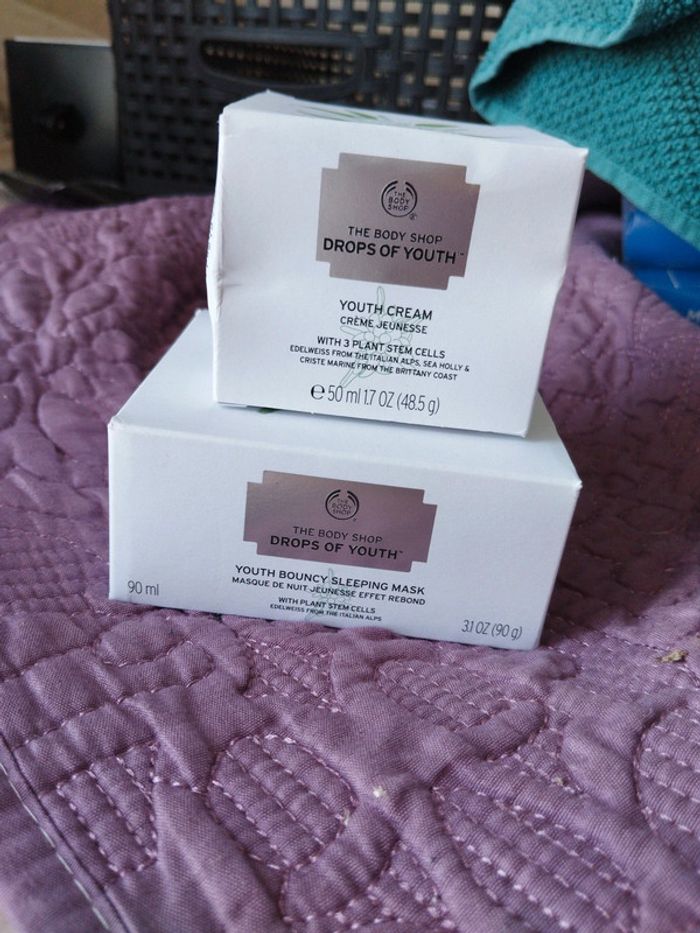 THE
BODY
SHOP
THE BODY SHOP
DROPS OF YOUTH™
YOUTH CREAM
CRÈME JEUNESSE
WITH 3 PLANT STEM CELLS
EDELWEISS FROM THE ITALIAN ALPS, SEA HOLLY &
CRISTE MARINE FROM THE BRITTANY COAST
℮ 50 ml 1.7 OZ (48.5 g)
THE
BODY
SHOP
THE BODY SHOP
DROPS OF YOUTH™
YOUTH BOUNCY SLEEPING MASK
MASQUE DE NUIT JEUNESSE EFFET REBOND
WITH PLANT STEM CELLS
EDELWEISS FROM THE ITALIAN ALPS
90 ml
3.1 OZ (90 g)